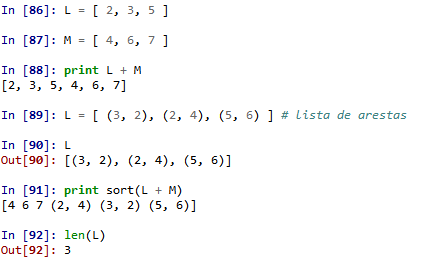 In [86]: L = [ 2, 3, 5 ]
In [87]: M = [ 4, 6, 7 ]
In [88]: print L + M
[2, 3, 5, 4, 6, 7]
In [89]: L = [ (3, 2), (2, 4), (5, 6) ] # lista de arestas
In [90]: L
Out[90]: [(3, 2), (2, 4), (5, 6)]
In [91]: print sort(L + M)
[4 6 7 (2, 4) (3, 2) (5, 6)]
In [92]: len(L)
Out[92]: 3